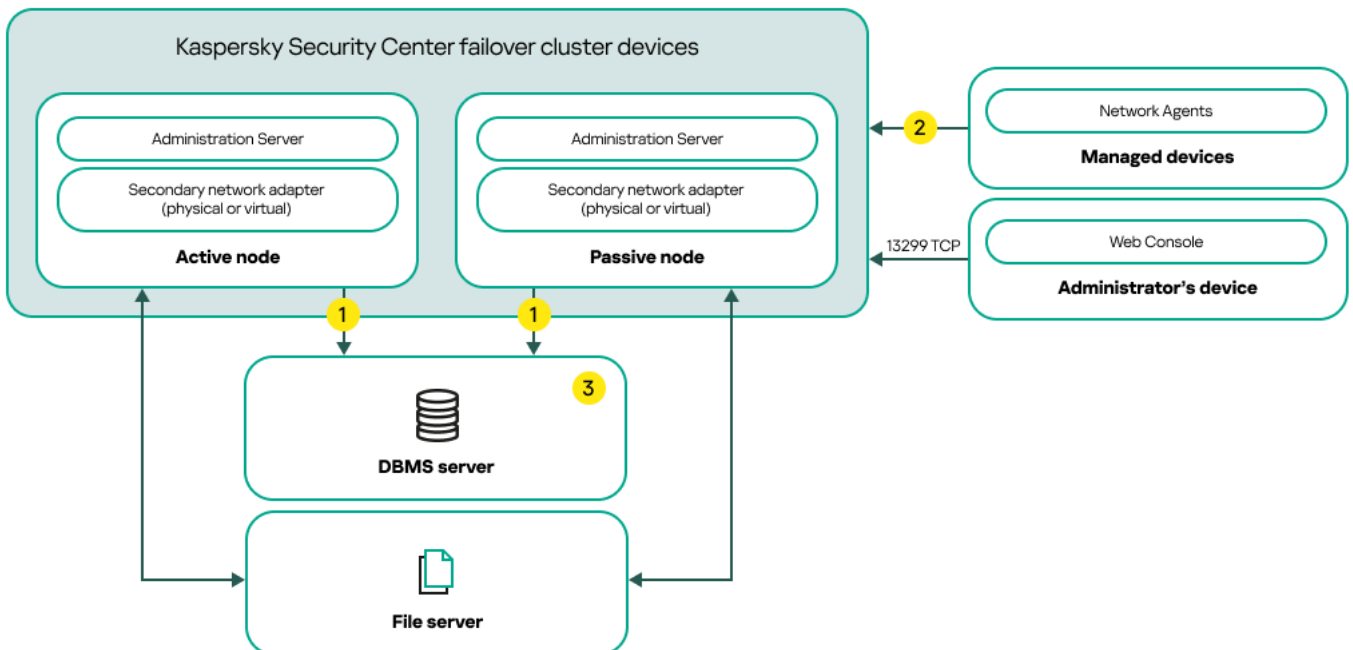 Kaspersky Security Center failover cluster devices
Administration Server
Secondary network adapter
(physical or virtual)
Active node
Administration Server
Secondary network adapter
(physical or virtual)
Passive node
2
Network Agents
Managed devices
13299 TCP
Web Console
Administrator's device
1
1
3
DBMS server
File server